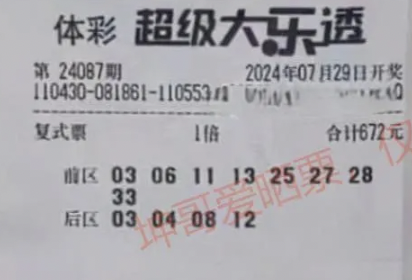 体彩 超级大乐透
第 24087期 2024年07月29日开奖
110430-081861-110553
复式票 1倍 合计672元
前区 03 06 11 13 25 27 28
33
后区 03 04 08 12
坤哥爱晒票 仅